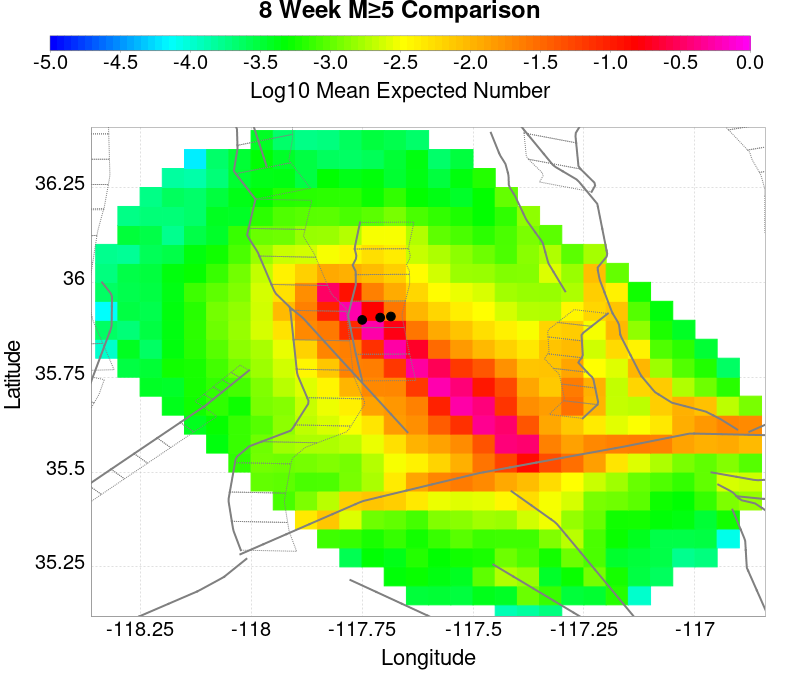 8 Week M≥5 Comparison
-5.0 -4.5 -4.0 -3.5 -3.0 -2.5 -2.0 -1.5 -1.0 -0.5 0.0
Log10 Mean Expected Number
36.25
36
35.75
35.5
35.25
Latitude
-118.25 -118 -117.75 -117.5 -117.25 -117
Longitude